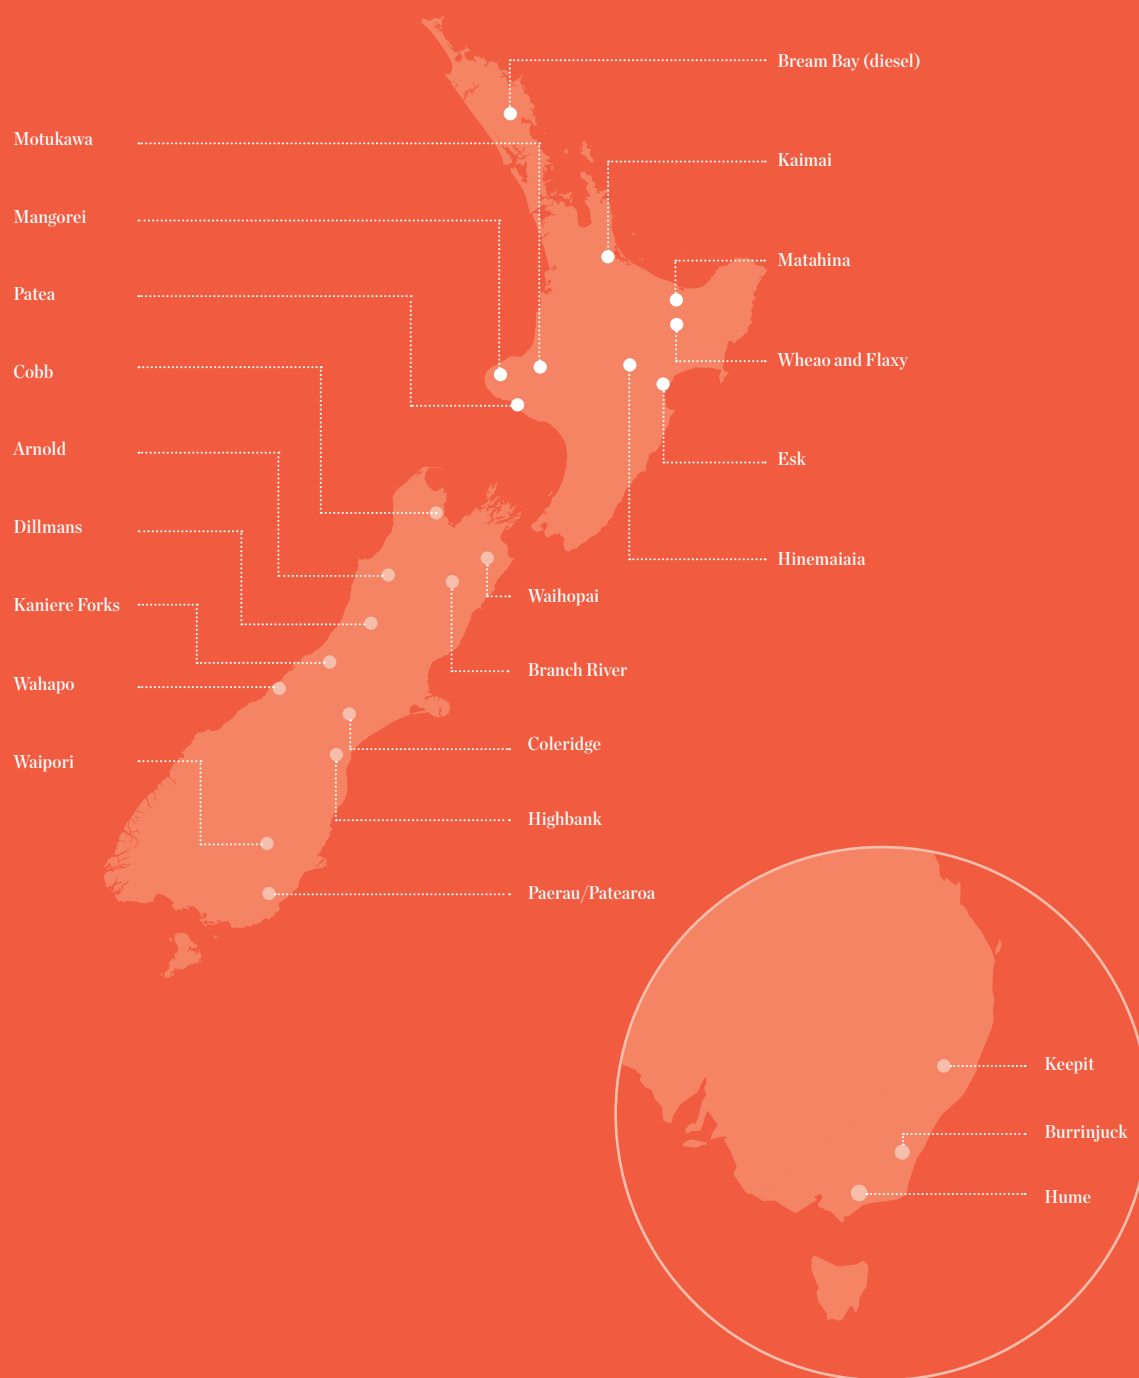 Bream Bay (diesel)
Motukawa
Kaimai
Mangorei
Matahina
Patea
Wheao and Flaxy
Cobb
Arnold
Esk
Dillmans
Hinemaiaia
Kaniere Forks
Waihopai
Branch River
Wahapo
Coleridge
Waipori
Highbank
Paerau/Patearoa
Keepit
Burrinjuck
Hume